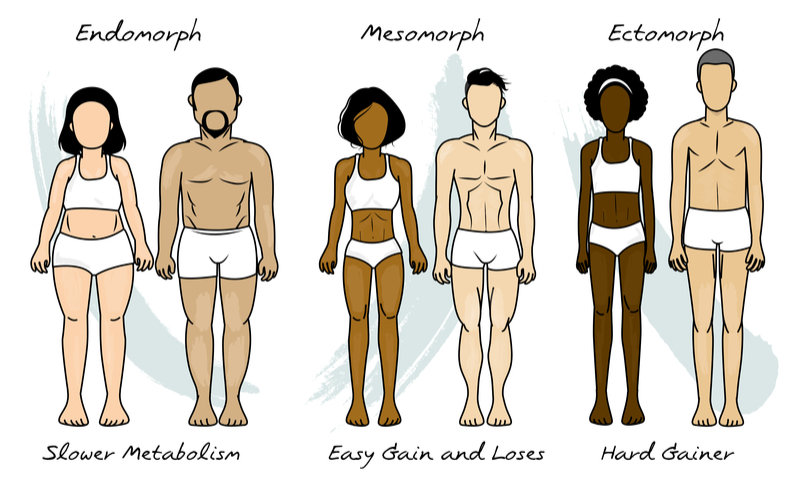 Endomorph
Mesomorph
Ectomorph
Slower Metabolism
Easy Gain and Loses
Hard Gainer